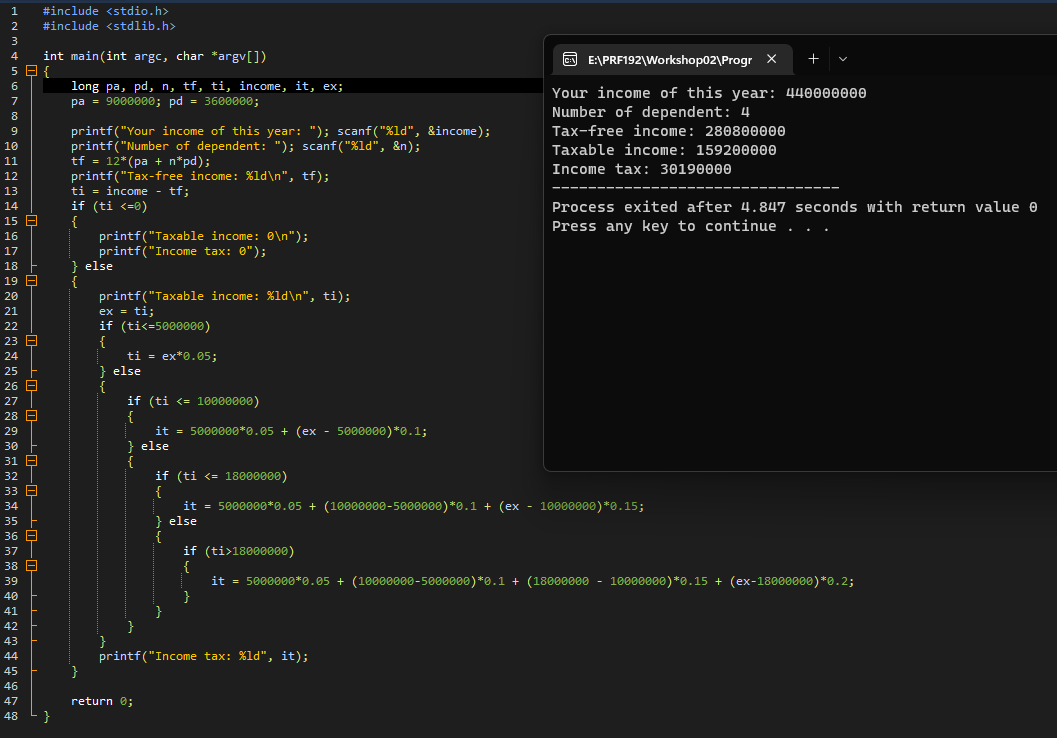 1 #include <stdio.h>
2 #include <stdlib.h>
3
4 int main(int argc, char *argv[])
5 {
6 long pa, pd, n, tf, ti, income, it, ex;
7 pa = 9000000; pd = 3600000;
8
9 printf("Your income of this year: "); scanf("%ld", &income);
10 printf("Number of dependent: "); scanf("%ld", &n);
11 tf = 12*(pa + n*pd);
12 printf("Tax-free income: %ld\n", tf);
13 ti = income - tf;
14 if (ti <=0)
15 {
16 printf("Taxable income: 0\n");
17 printf("Income tax: 0");
18 } else
19 {
20 printf("Taxable income: %ld\n", ti);
21 ex = ti;
22 if (ti<=5000000)
23 {
24 ti = ex*0.05;
25 } else
26 {
27 if (ti <= 10000000)
28 {
29 it = 5000000*0.05 + (ex - 5000000)*0.1;
30 } else
31 {
32 if (ti <= 18000000)
33 {
34 it = 5000000*0.05 + (10000000-5000000)*0.1 + (ex - 10000000)*0.15;
35 } else
36 {
37 if (ti>18000000)
38 {
39 it = 5000000*0.05 + (10000000-5000000)*0.1 + (18000000 - 10000000)*0.15 + (ex-18000000)*0.2;
40 }
41 }
42 }
43 }
44 printf("Income tax: %ld", it);
45 }
46
47 return 0;
48 }
E:\PRF192\Workshop02\Progr
Your income of this year: 440000000
Number of dependent: 4
Tax-free income: 280800000
Taxable income: 159200000
Income tax: 30190000
--------------------------------
Process exited after 4.847 seconds with return value 0
Press any key to continue . . .